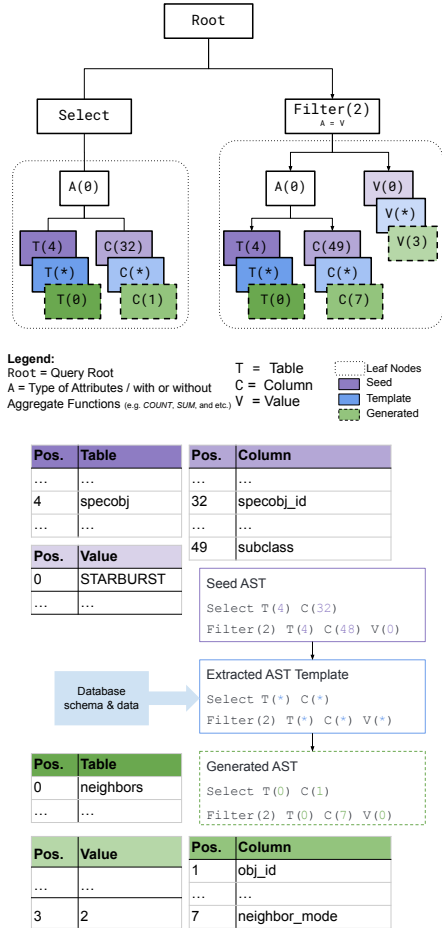 Root
Select
Filter(2)
A = V
A(0)
A(0)
V(0)
V(*)
V(3)
T(4)
C(32)
T(*)
C(*)
T(0)
C(1)
T(4)
C(49)
T(*)
C(*)
T(0)
C(7)
Legend:
Root = Query Root
A = Type of Attributes / with or without
Aggregate Functions (e.g. COUNT, SUM, and etc.)
T = Table
C = Column
V = Value
Leaf Nodes
Seed
Template
Generated
Pos. Table
... ...
4 specobj
... ...
Pos. Column
... ...
32 specobj_id
... ...
49 subclass
Pos. Value
0 STARBURST
... ...
Seed AST
Select T(4) C(32)
Filter(2) T(4) C(48) V(0)
Database
schema & data
Extracted AST Template
Select T(*) C(*)
Filter(2) T(*) C(*) V(*)
Pos. Table
0 neighbors
... ...
Generated AST
Select T(0) C(1)
Filter(2) T(0) C(7) V(0)
Pos. Value
... ...
3 2
Pos. Column
1 obj_id
... ...
7 neighbor_mode